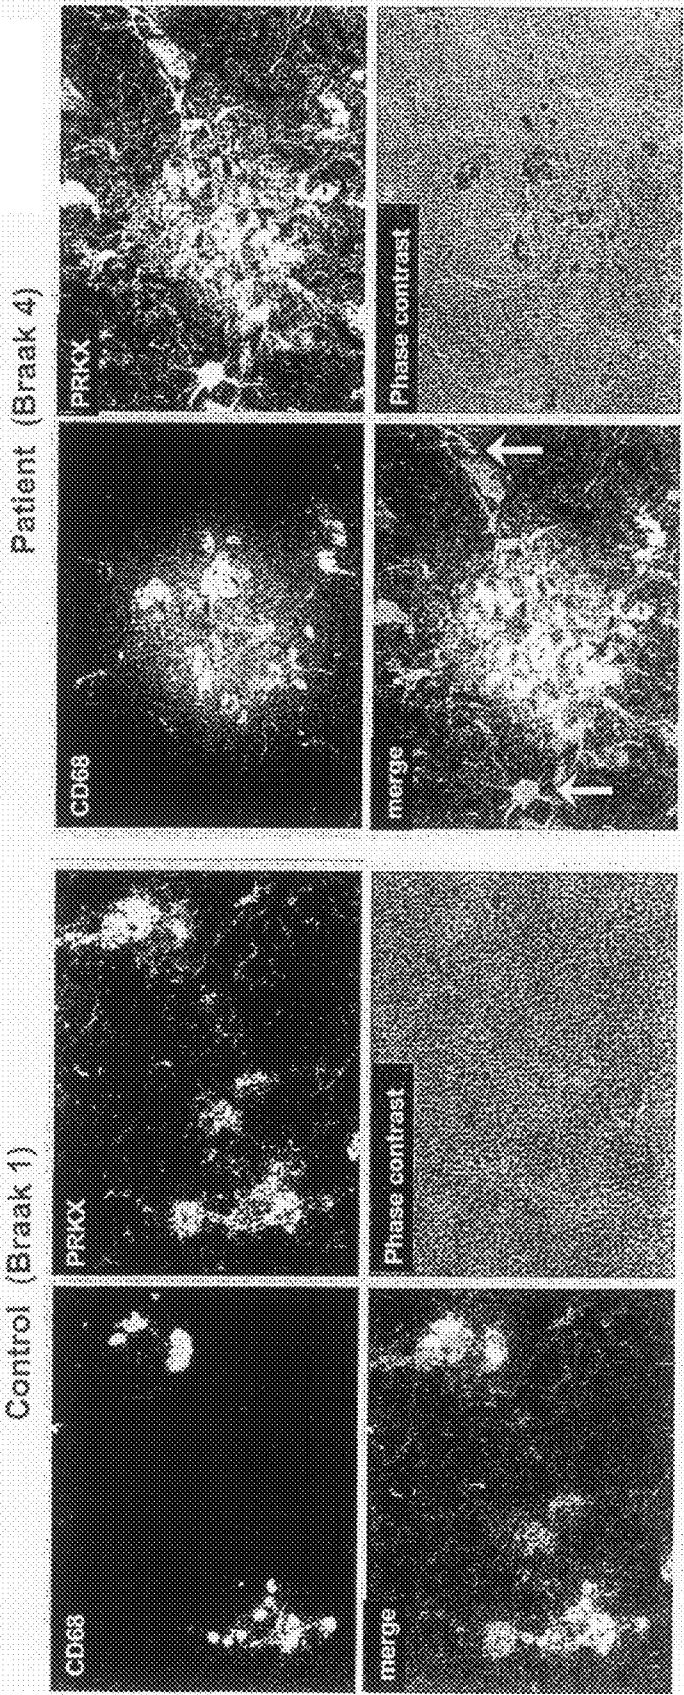 Control (Braak 1)
CD68
PRKX
merge
Phase contrast
Patient (Braak 4)
CD68
PRKX
merge
Phase contrast